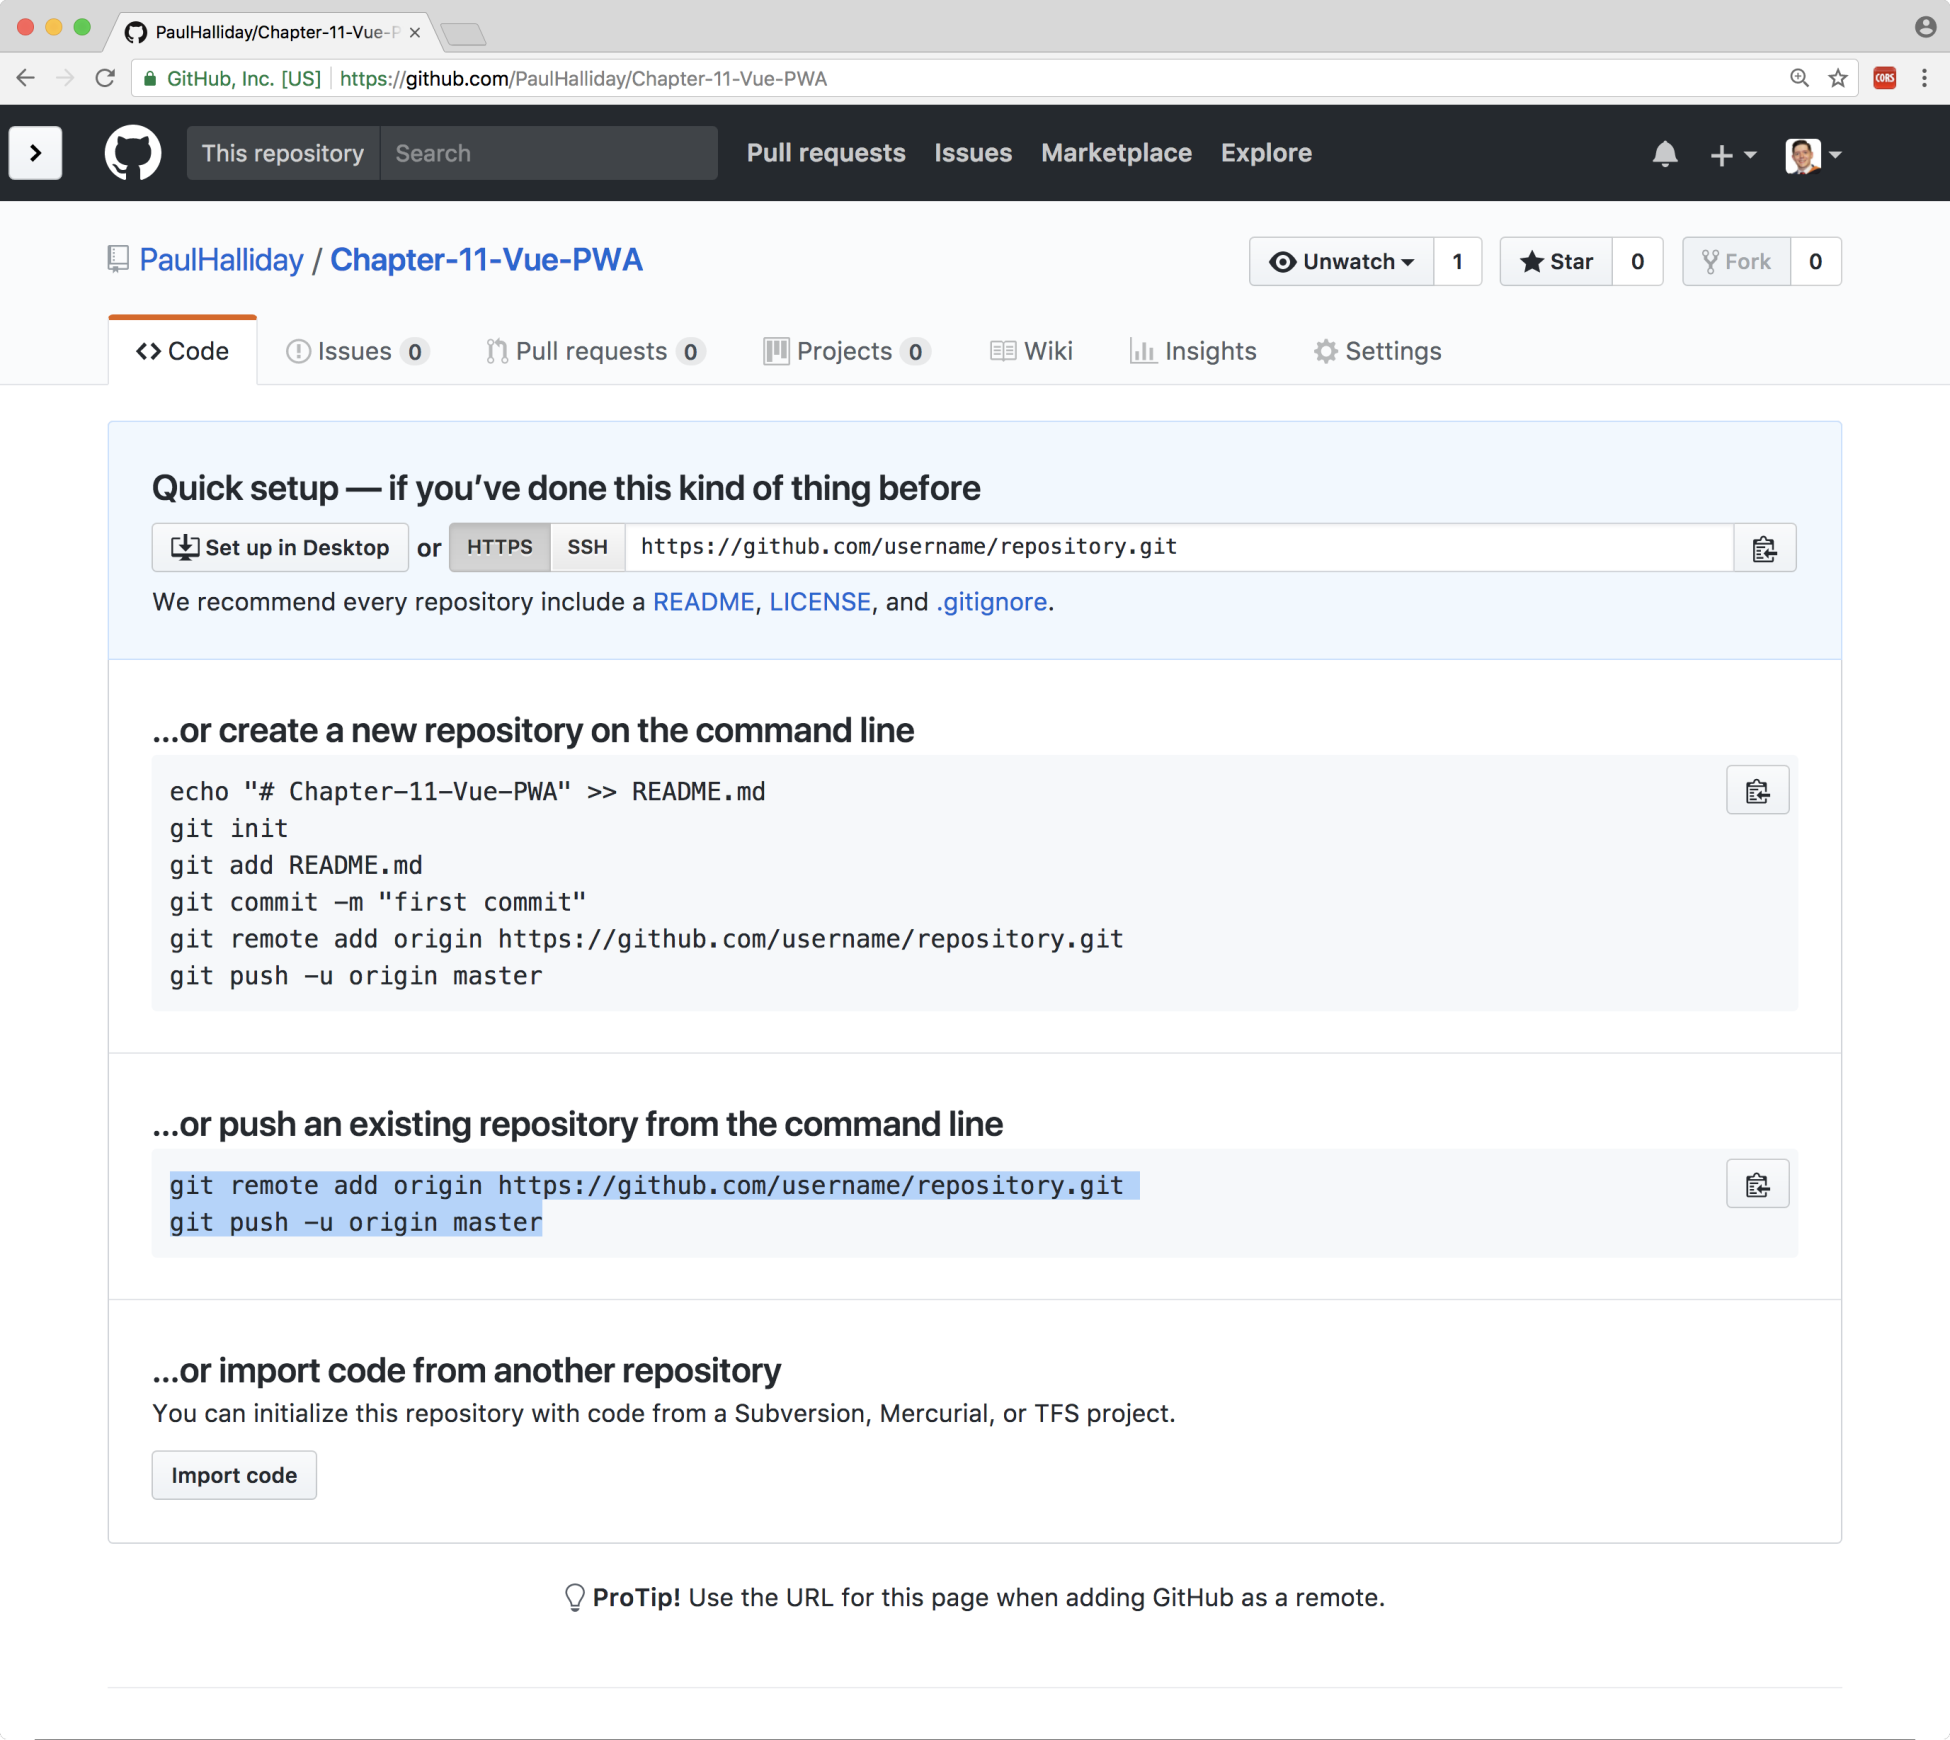 PaulHalliday/Chapter-11-Vue-P
GitHub, Inc. [US] https://github.com/PaulHalliday/Chapter-11-Vue-PWA
CORS
This repository Search Pull requests Issues Marketplace Explore
PaulHalliday / Chapter-11-Vue-PWA
Unwatch 1 Star 0 Fork 0
Code Issues 0 Pull requests 0 Projects 0 Wiki Insights Settings
Quick setup — if you’ve done this kind of thing before
Set up in Desktop or HTTPS SSH https://github.com/username/repository.git
We recommend every repository include a README, LICENSE, and .gitignore.
…or create a new repository on the command line
echo "# Chapter-11-Vue-PWA" >> README.md
git init
git add README.md
git commit -m "first commit"
git remote add origin https://github.com/username/repository.git
git push -u origin master
…or push an existing repository from the command line
git remote add origin https://github.com/username/repository.git
git push -u origin master
…or import code from another repository
You can initialize this repository with code from a Subversion, Mercurial, or TFS project.
Import code
ProTip! Use the URL for this page when adding GitHub as a remote.